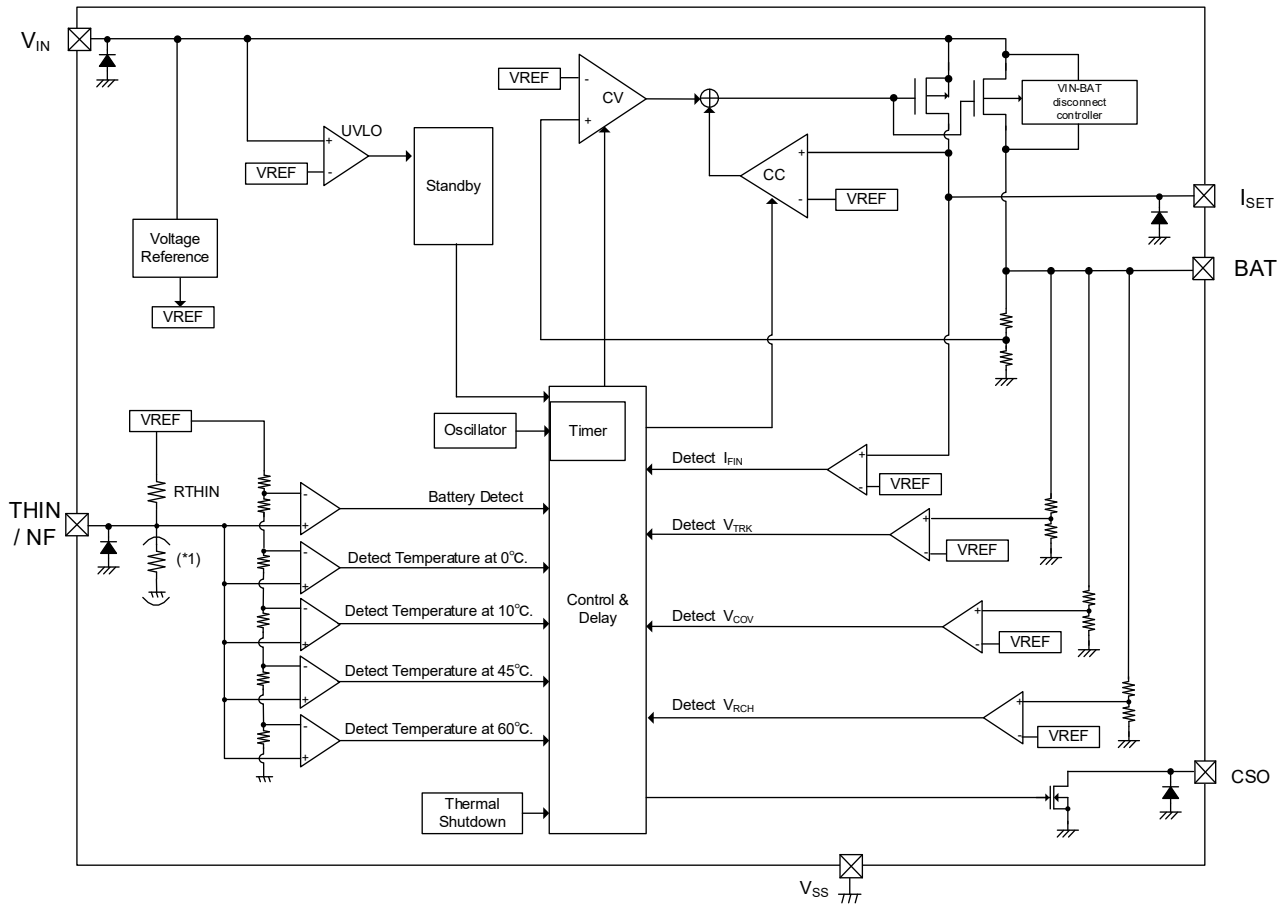 VIN
VREF
CV
VIN-BAT
disconnect
controller
UVLO
VREF
Standby
CC
VREF
ISET
Voltage
Reference
BAT
VREF
VREF
Oscillator
Timer
Detect IFIN
VREF
RTHIN
THIN
/ NF
Battery Detect
Detect VTRK
VREF
(*1)
Detect Temperature at 0°C.
Control &
Delay
Detect Temperature at 10°C.
Detect VCOV
VREF
Detect Temperature at 45°C.
Detect VRCH
VREF
Detect Temperature at 60°C.
CSO
Thermal
Shutdown
VSS